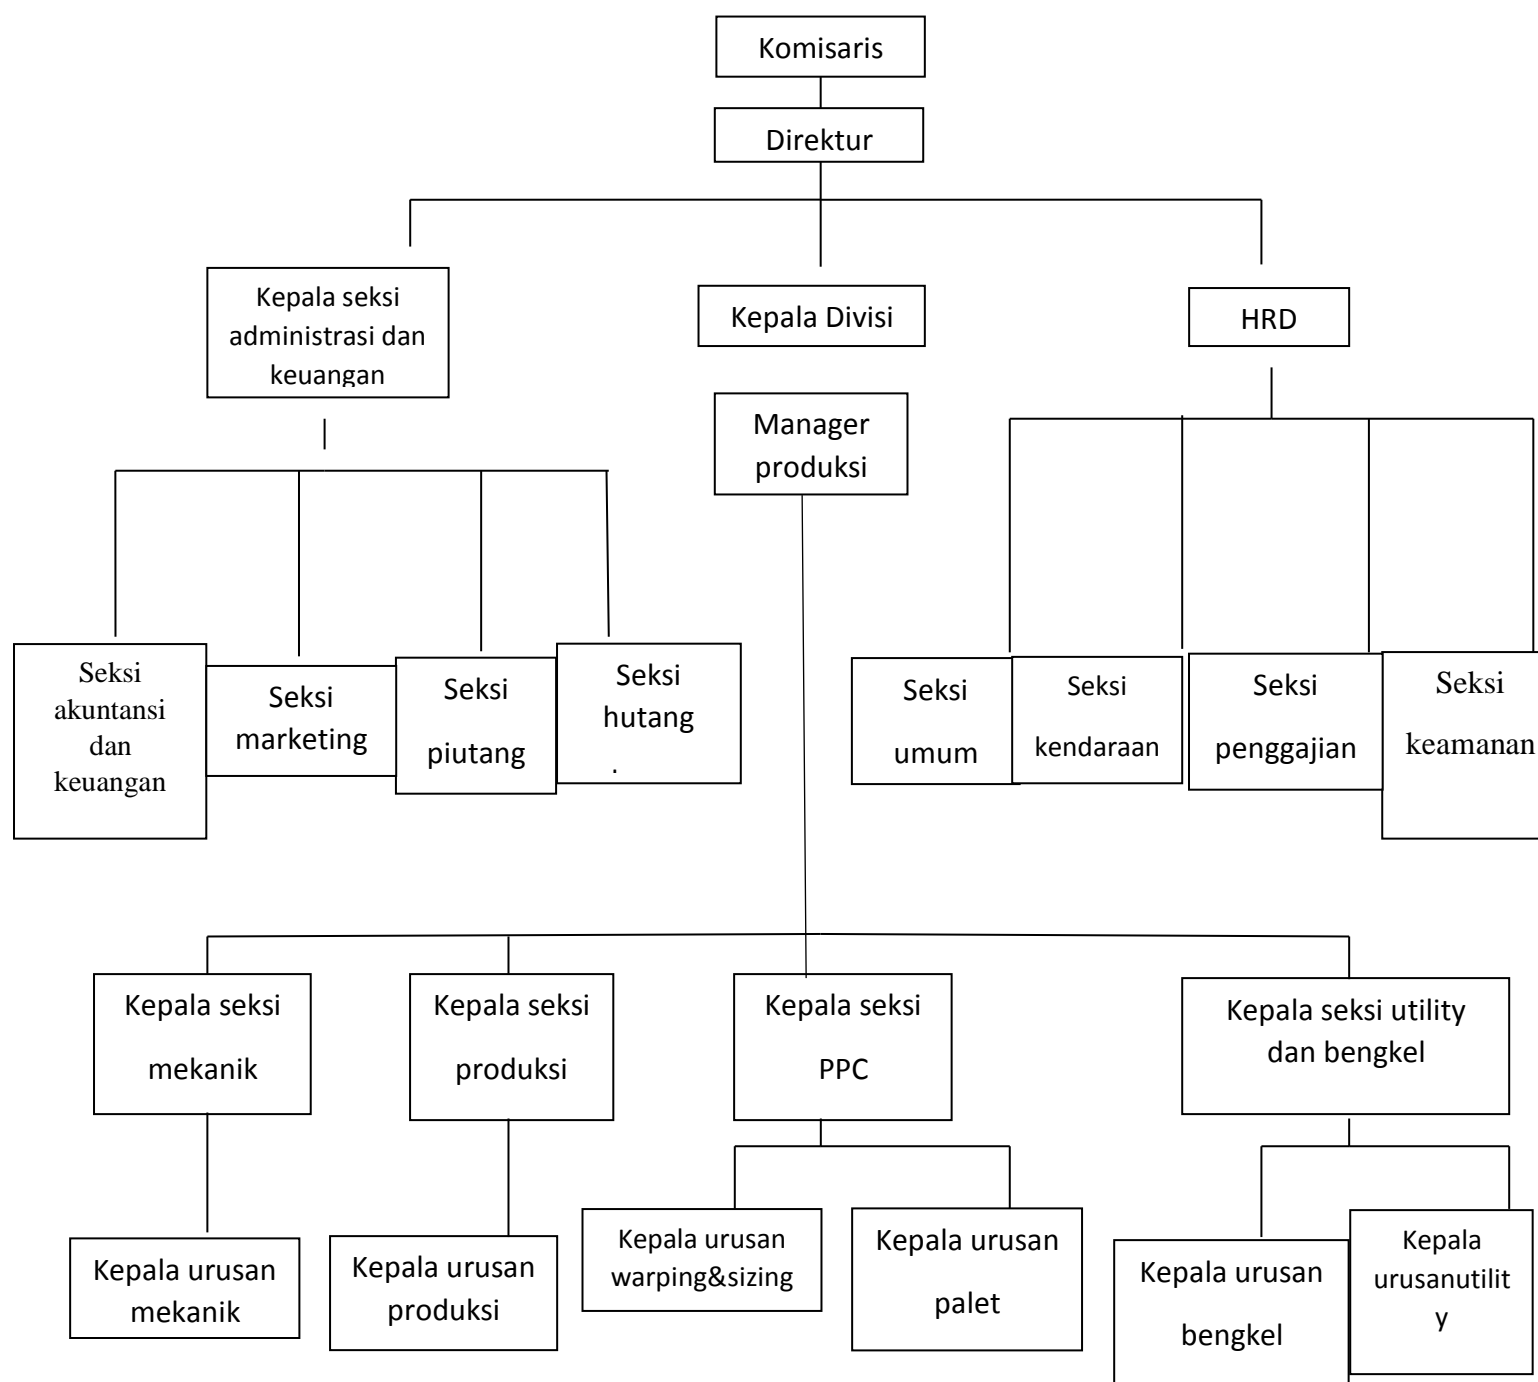 Komisaris
Direktur
Kepala seksi
administrasi dan
keuangan
Kepala Divisi
HRD
Manager
produksi
Seksi
akuntansi
dan
keuangan
Seksi
marketing
Seksi
piutang
Seksi
hutang
.
Seksi
umum
Seksi
kendaraan
Seksi
penggajian
Seksi
keamanan
Kepala seksi
mekanik
Kepala seksi
produksi
Kepala seksi
PPC
Kepala seksi utility
dan bengkel
Kepala urusan
mekanik
Kepala urusan
produksi
Kepala urusan
warping&sizing
Kepala urusan
palet
Kepala urusan
bengkel
Kepala
urusanutilit
y